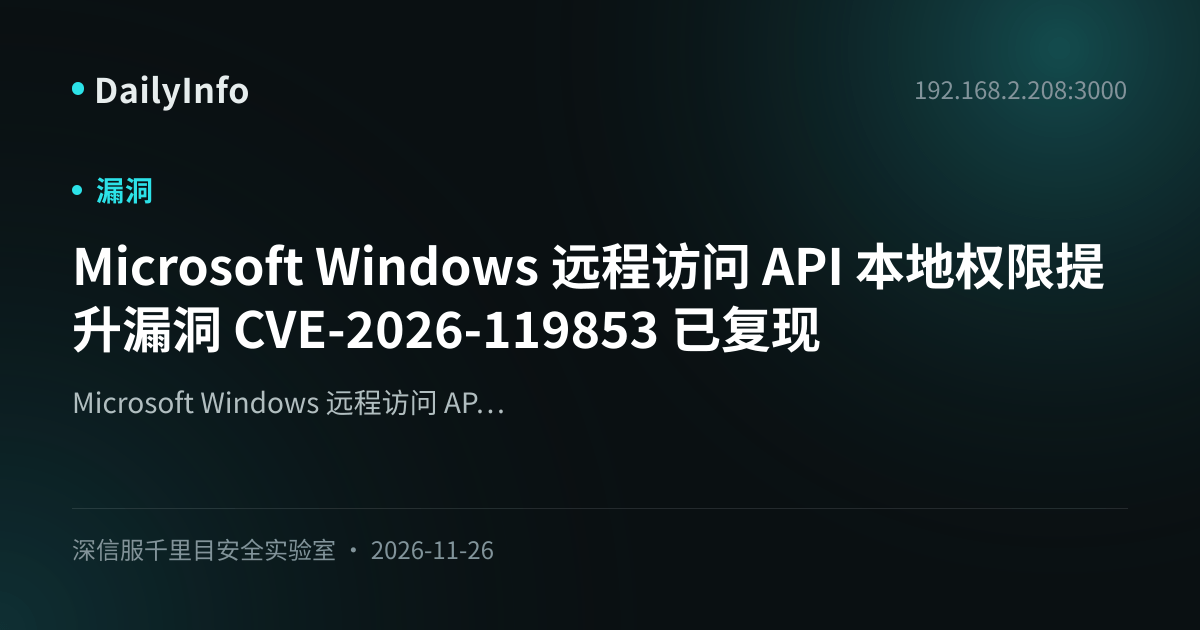 DailyInfo
192.168.2.208:3000
漏洞
Microsoft Windows 远程访问 API 本地权限提
升漏洞 CVE-2026-119853 已复现
Microsoft Windows 远程访问 AP…
深信服千里目安全实验室 · 2026-11-26